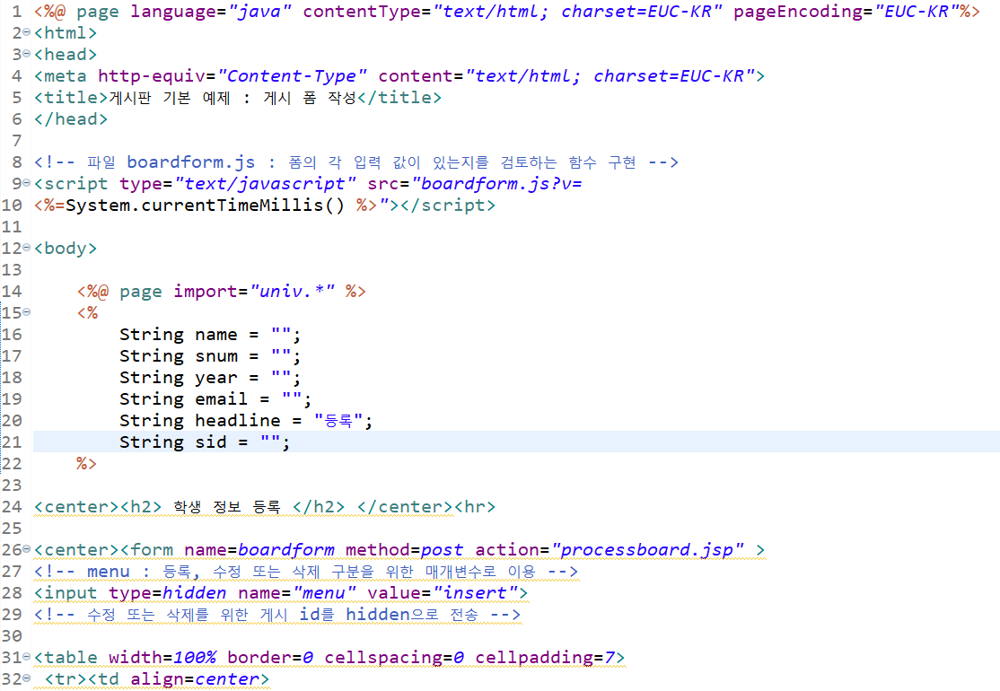 1 <%@ page language="java" contentType="text/html; charset=EUC-KR" pageEncoding="EUC-KR"%>
2 <html>
3 <head>
4 <meta http-equiv="Content-Type" content="text/html; charset=EUC-KR">
5 <title>게시판 기본 예제 : 게시 폼 작성</title>
6 </head>
7
8 <!-- 파일 boardform.js : 폼의 각 입력 값이 있는지를 검토하는 함수 구현 -->
9 <script type="text/javascript" src="boardform.js?v=
10 <%=System.currentTimeMillis() %>"></script>
11
12 <body>
13
14     <%@ page import="univ.*" %>
15     <%
16         String name = "";
17         String snum = "";
18         String year = "";
19         String email = "";
20         String headline = "등록";
21         String sid = "";
22     %>
23
24 <center><h2> 학생 정보 등록 </h2> </center><hr>
25
26 <center><form name=boardform method=post action="processboard.jsp" >
27 <!-- menu : 등록, 수정 또는 삭제 구분을 위한 매개변수로 이용 -->
28 <input type=hidden name="menu" value="insert">
29 <!-- 수정 또는 삭제를 위한 게시 id를 hidden으로 전송 -->
30
31 <table width=100% border=0 cellspacing=0 cellpadding=7>
32  <tr><td align=center>